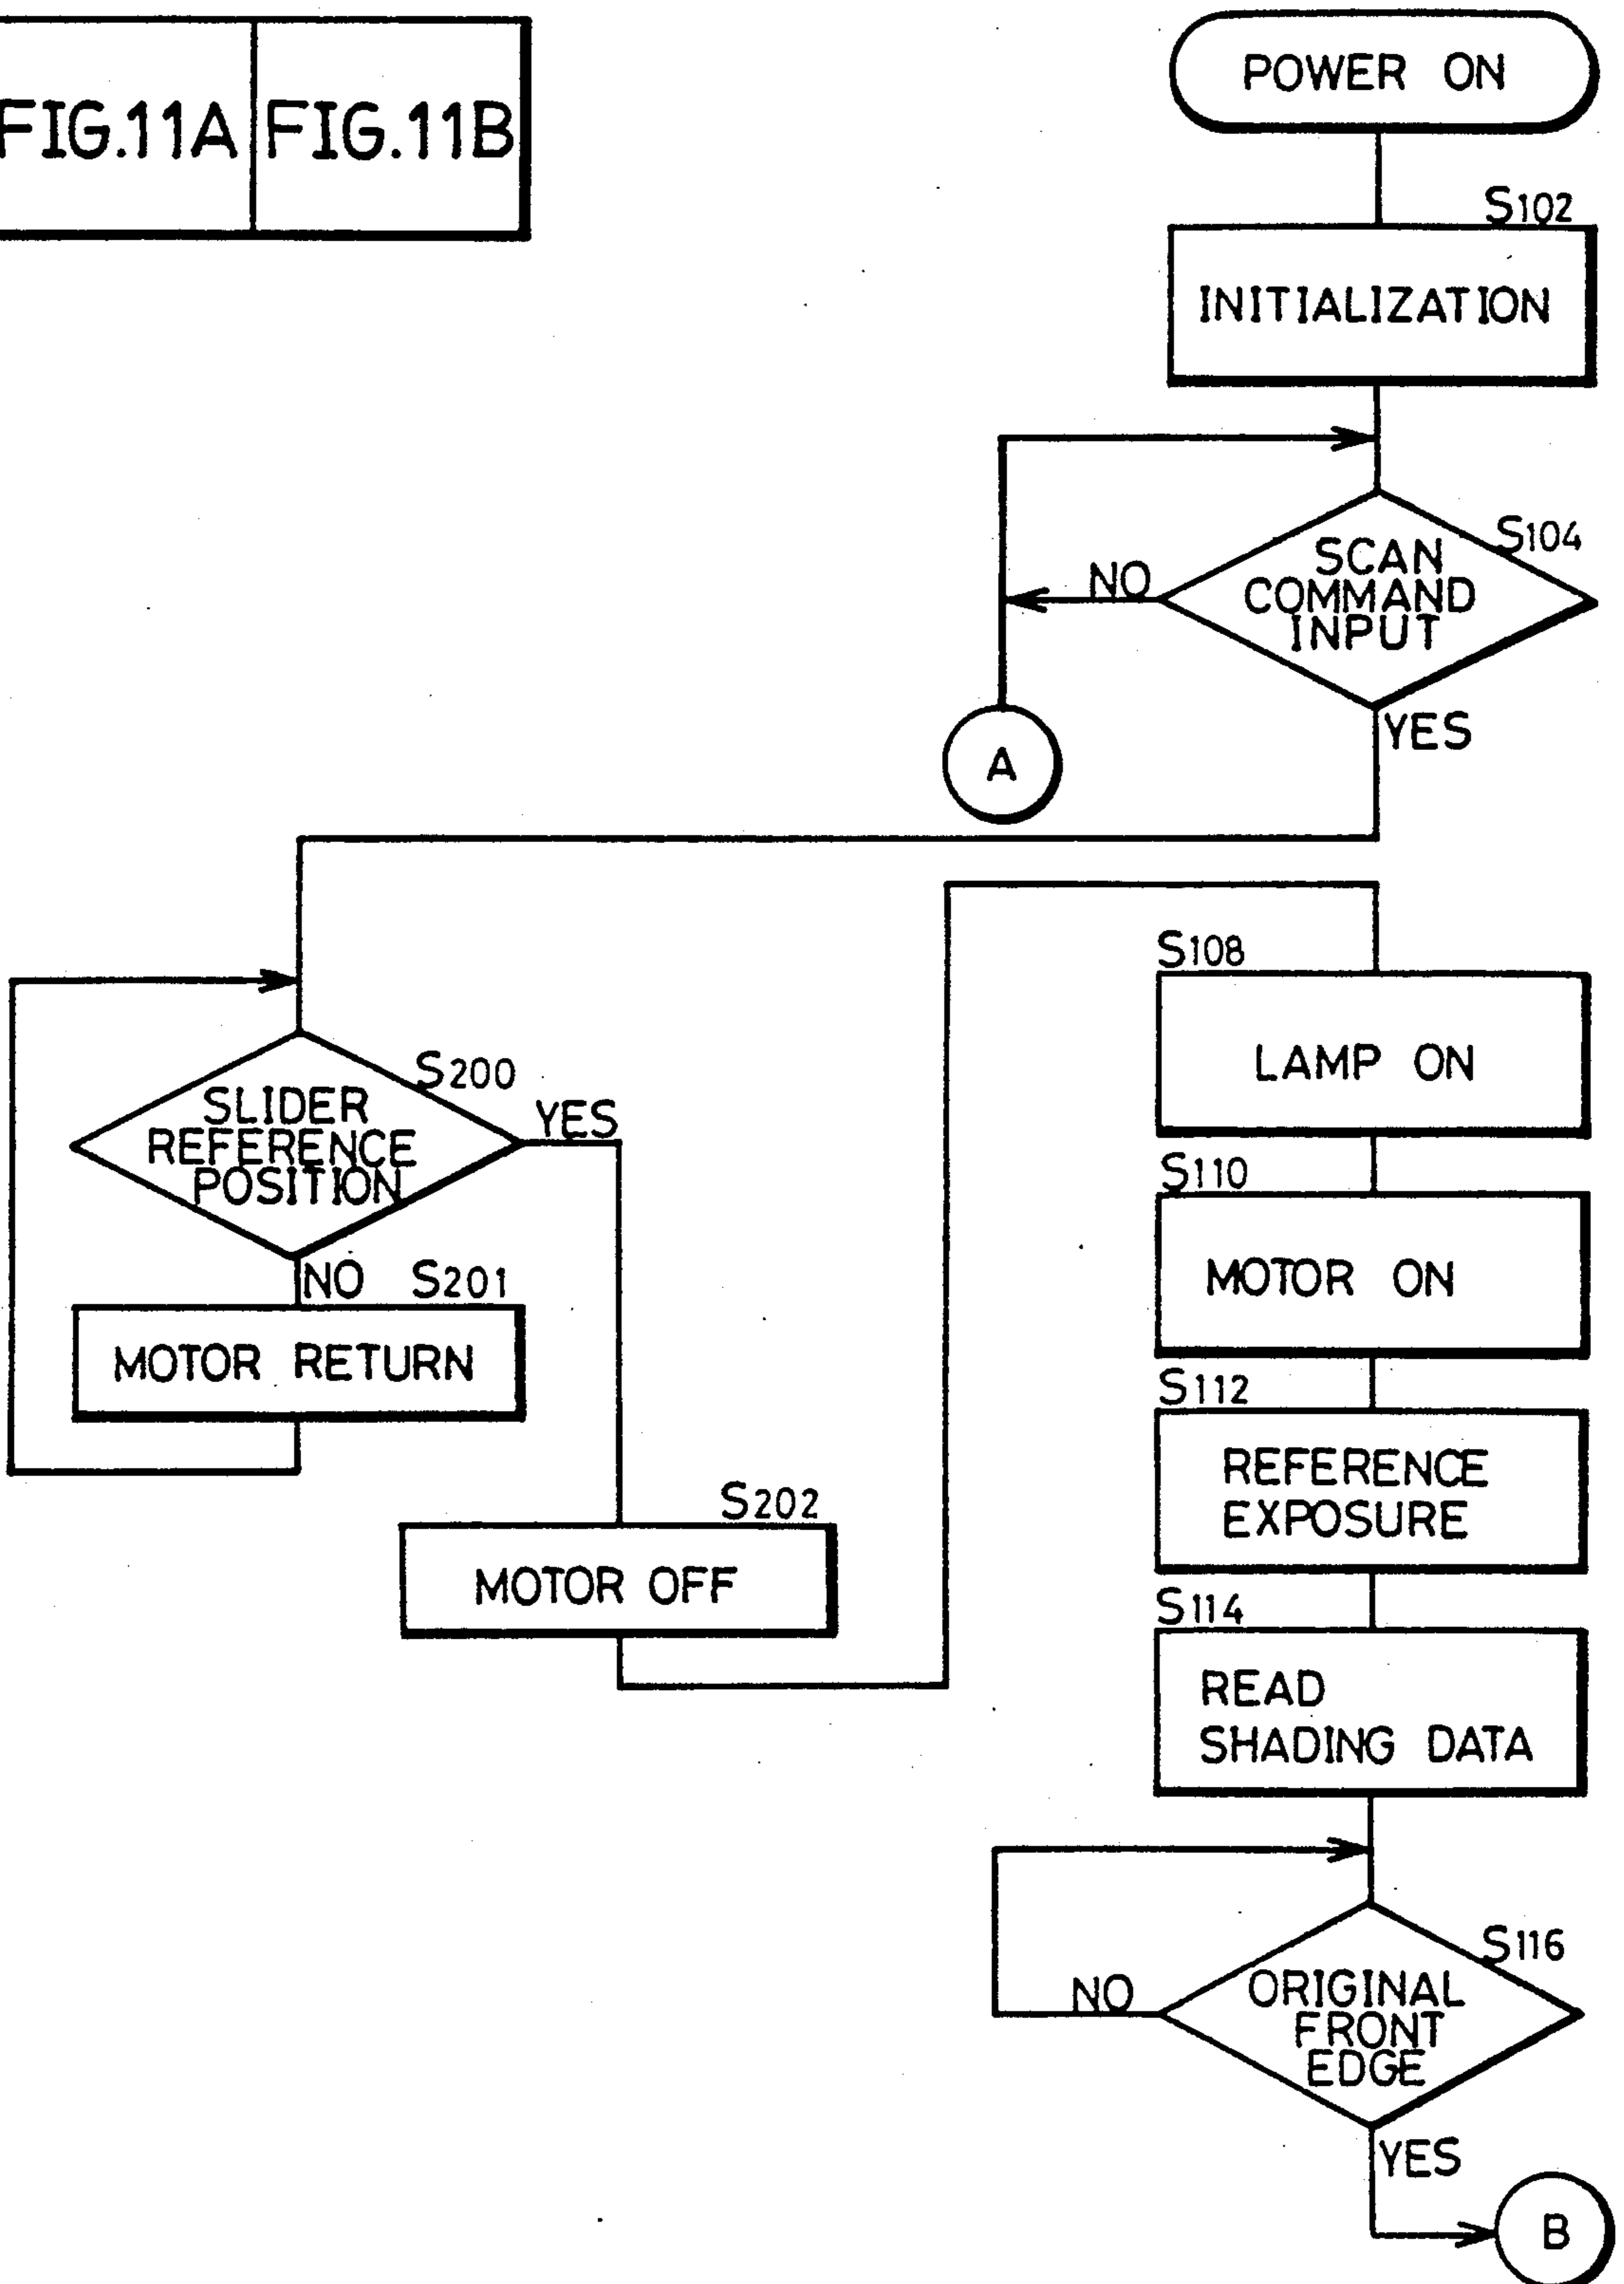 FIG.11A FIG.11B
POWER ON
S102
INITIALIZATION
S104
SCAN
COMMAND
INPUT
NO
YES
A
S200
SLIDER
REFERENCE
POSITION
YES
NO
S201
MOTOR RETURN
S202
MOTOR OFF
S108
LAMP ON
S110
MOTOR ON
S112
REFERENCE
EXPOSURE
S114
READ
SHADING DATA
S116
ORIGINAL
FRONT
EDGE
NO
YES
B